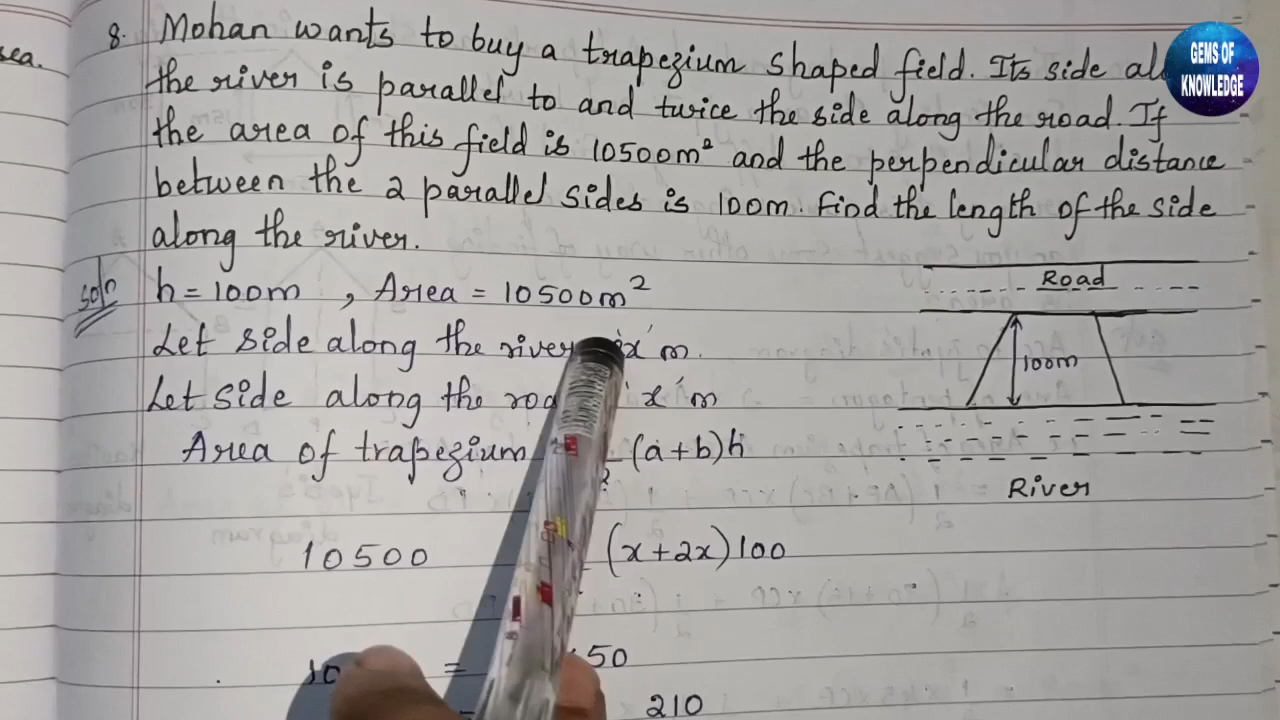 sea.
8. Mohan wants to buy a trapezium shaped field. Its side
the river is parallel to and twice the side along the road. If
the area of this field is 10500m² and the perpendicular distance
between the 2 parallel sides is 100m. Find the length of the side
along the river.
Soln h = 100m , Area = 10500m²
Let side along the river x' m.
Let side along the 'x' m
Area of trapezium (a+b)h
2
10500 (x+2x)100
= 50
210
Road
100m
River
GEMS OF
KNOWLEDGE